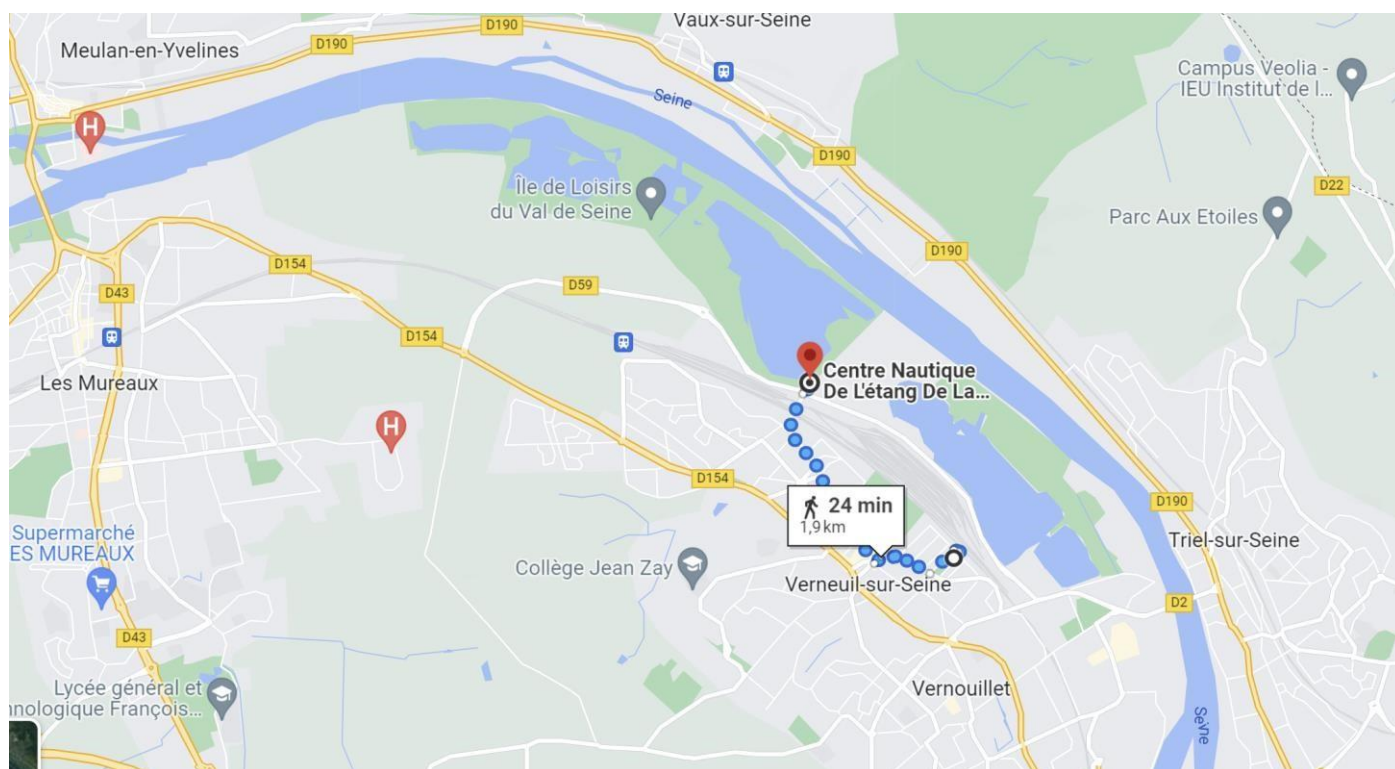 Vaux-sur-Seine
D190
Meulan-en-Yvelines
D190
Campus Veolia -
IEU Institut de l...
Seine
H
D190
Île de Loisirs
du Val de Seine
D22
Parc Aux Etoiles
D190
D154
D43
D59
D154
Centre Nautique
De L'étang De La...
Les Mureaux
H
D154
24 min
1,9 km
D190
Supermarché
ES MUREAUX
Triel-sur-Seine
Collège Jean Zay
Verneuil-sur-Seine
D2
D43
Lycée général et
hnologique François...
Vernouillet
Seine